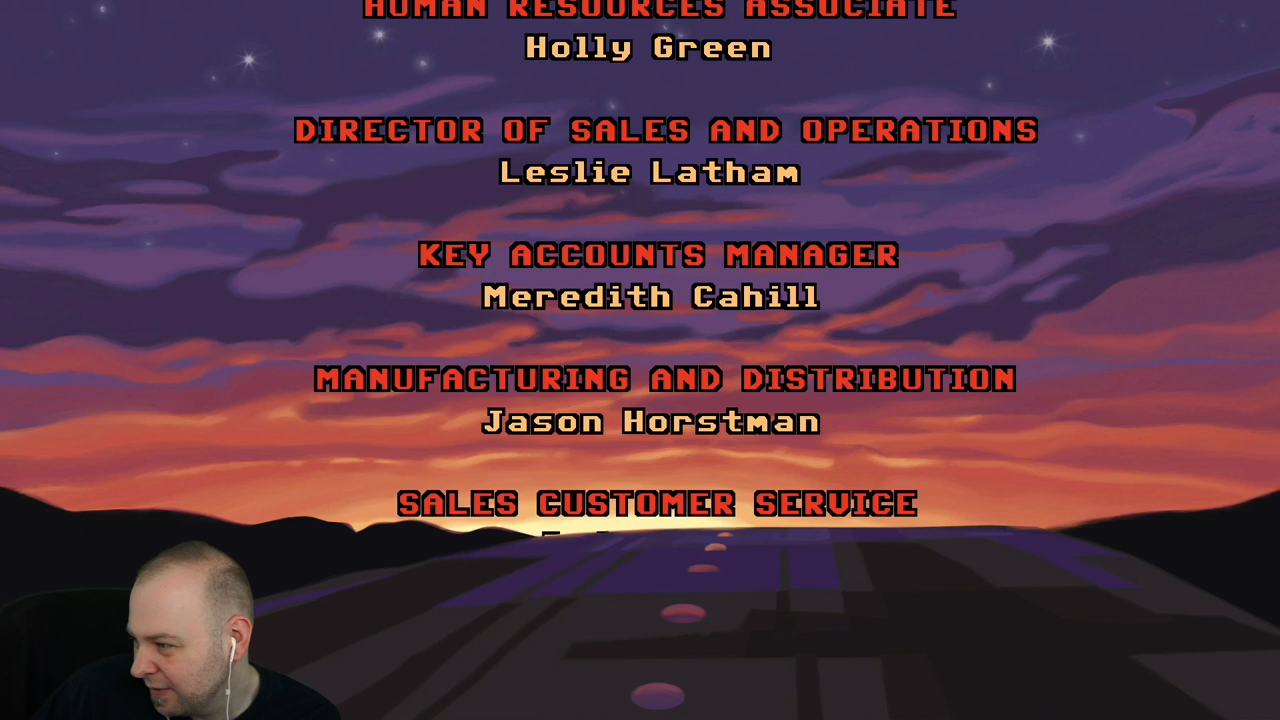 HUMAN RESOURCES ASSOCIATE
Holly Green
DIRECTOR OF SALES AND OPERATIONS
Leslie Latham
KEY ACCOUNTS MANAGER
Meredith Cahill
MANUFACTURING AND DISTRIBUTION
Jason Horstman
SALES CUSTOMER SERVICE